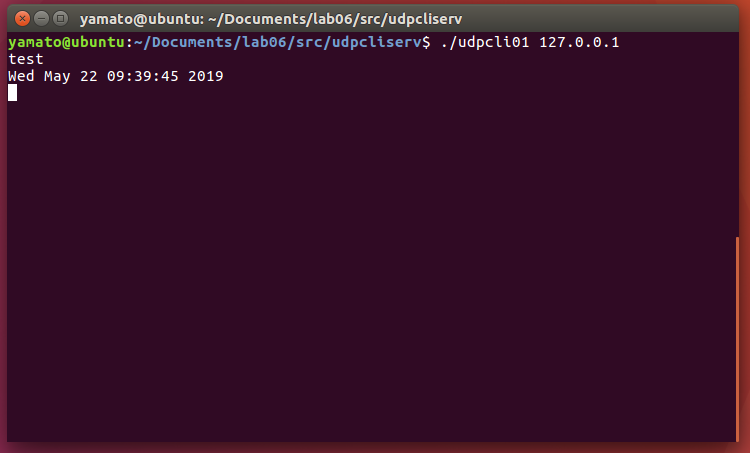 yamato@ubuntu: ~/Documents/lab06/src/udpcliserv
yamato@ubuntu:~/Documents/lab06/src/udpcliserv$ ./udpcli01 127.0.0.1
test
Wed May 22 09:39:45 2019